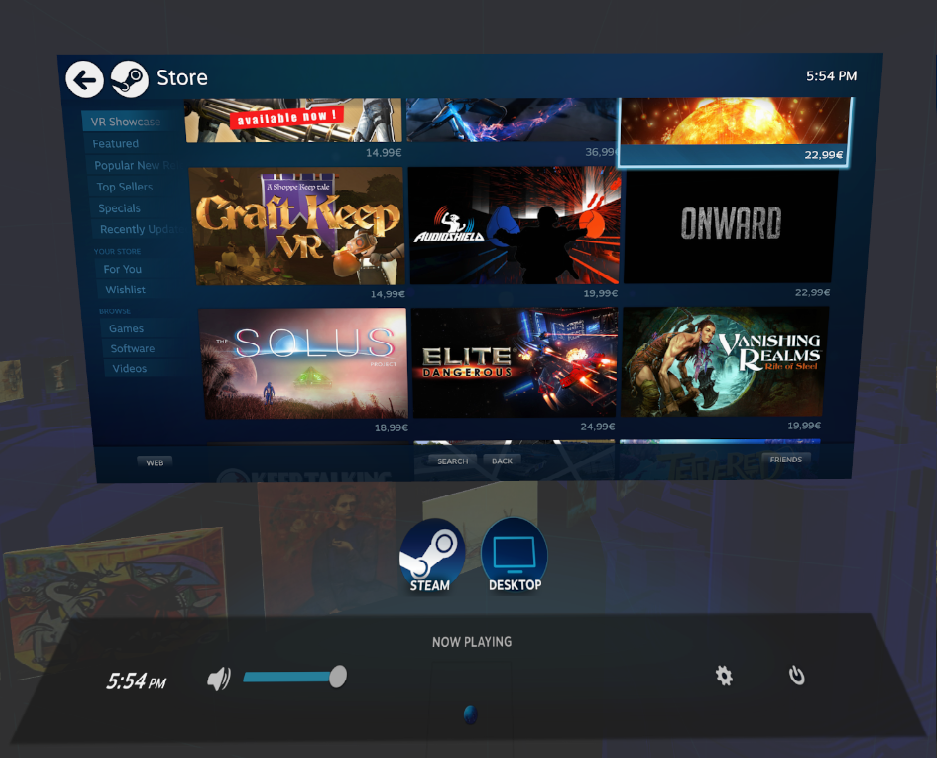 Store
5:54 PM
VR Showcase
Featured
Popular New Re
Top Sellers
Specials
Recently Updat
YOUR STORE
For You
Wishlist
BROWSE
Games
Software
Videos
available now !
14,99€
36,99€
22,99€
A Shoppe Keep tale
Craft Keep
VR
AUDIOSHIELD
ONWARD
14,99€
19,99€
22,99€
THE SOLUS
PROJECT
ELITE
DANGEROUS
VANISHING
REALMS
Rite of Steel
18,99€
24,99€
19,99€
KEEP TALKING
TETHERED
WEB
SEARCH
BACK
FRIENDS
STEAM
DESKTOP
NOW PLAYING
5:54 PM